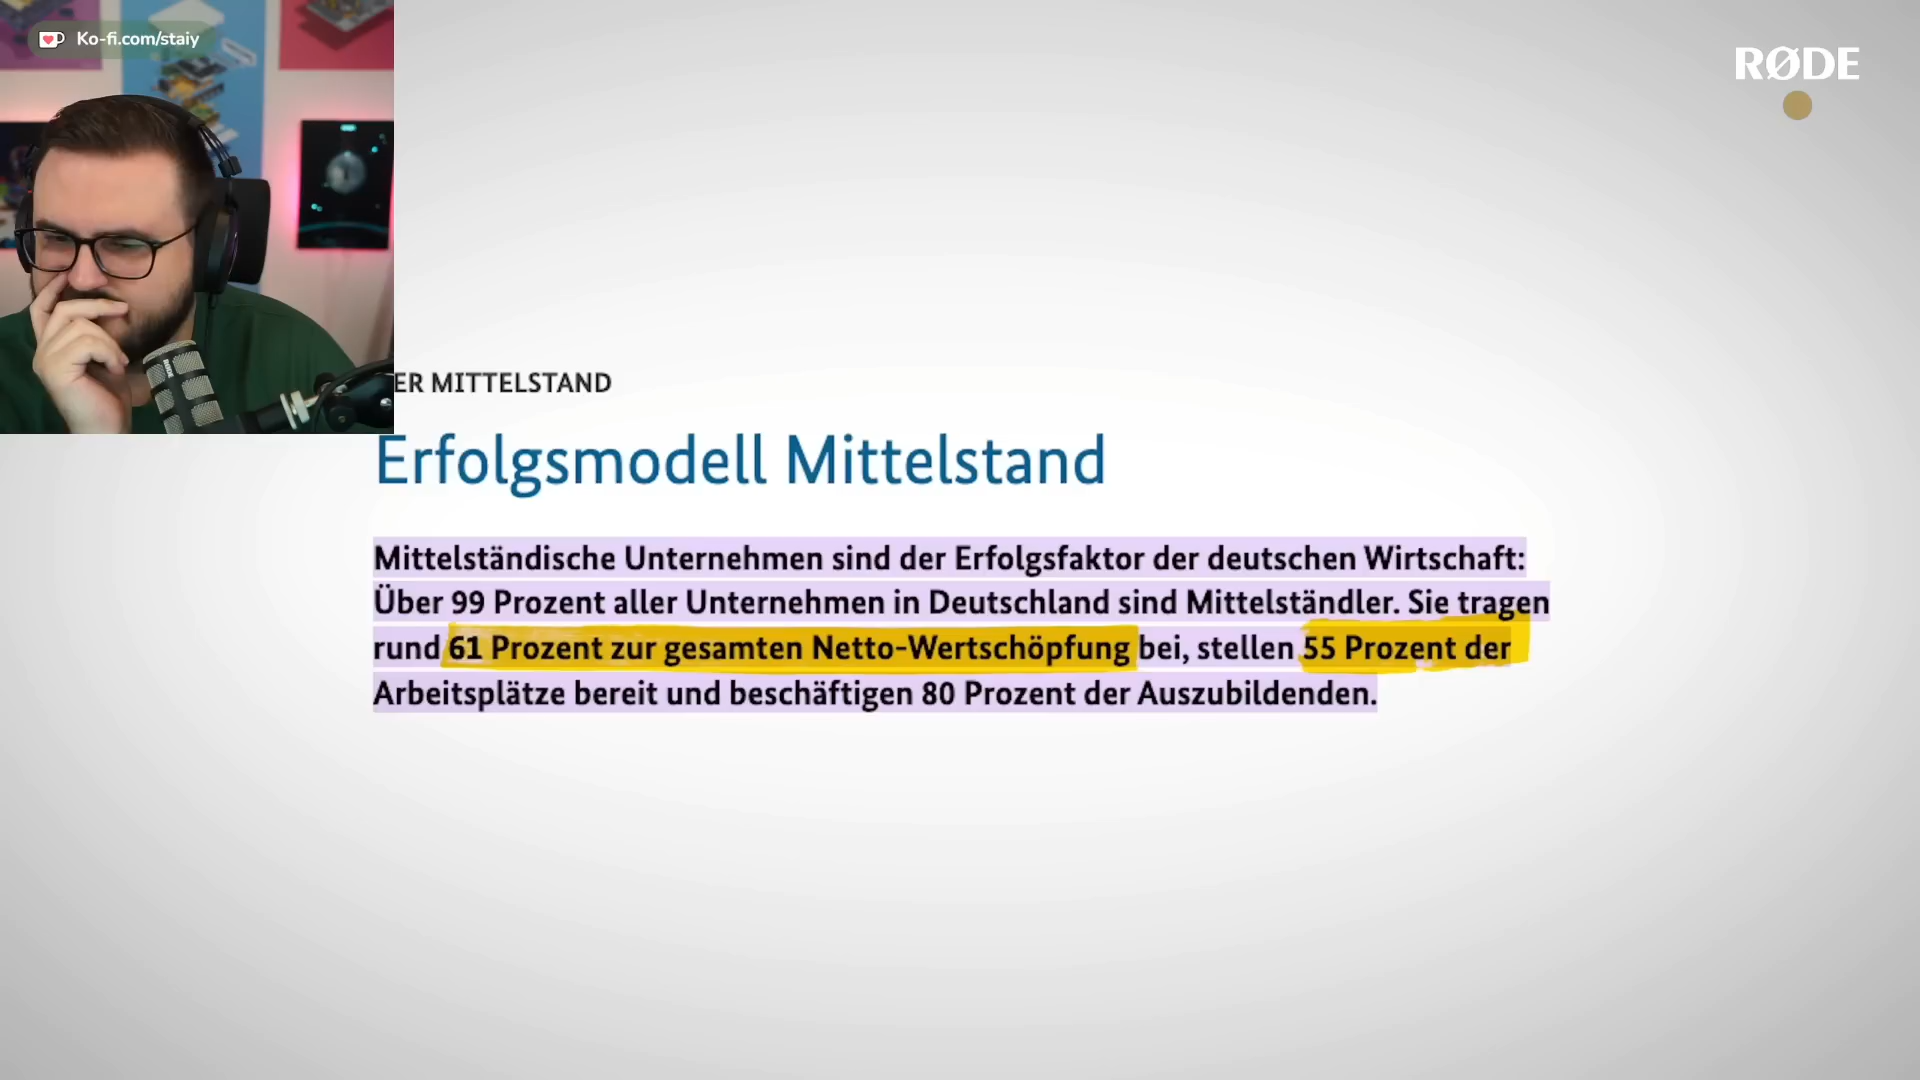 Ko-fi.com/staiy
RØDE
ER MITTELSTAND
Erfolgsmodell Mittelstand
Mittelständische Unternehmen sind der Erfolgsfaktor der deutschen Wirtschaft:
Über 99 Prozent aller Unternehmen in Deutschland sind Mittelständler. Sie tragen
rund 61 Prozent zur gesamten Netto-Wertschöpfung bei, stellen 55 Prozent der
Arbeitsplätze bereit und beschäftigen 80 Prozent der Auszubildenden.